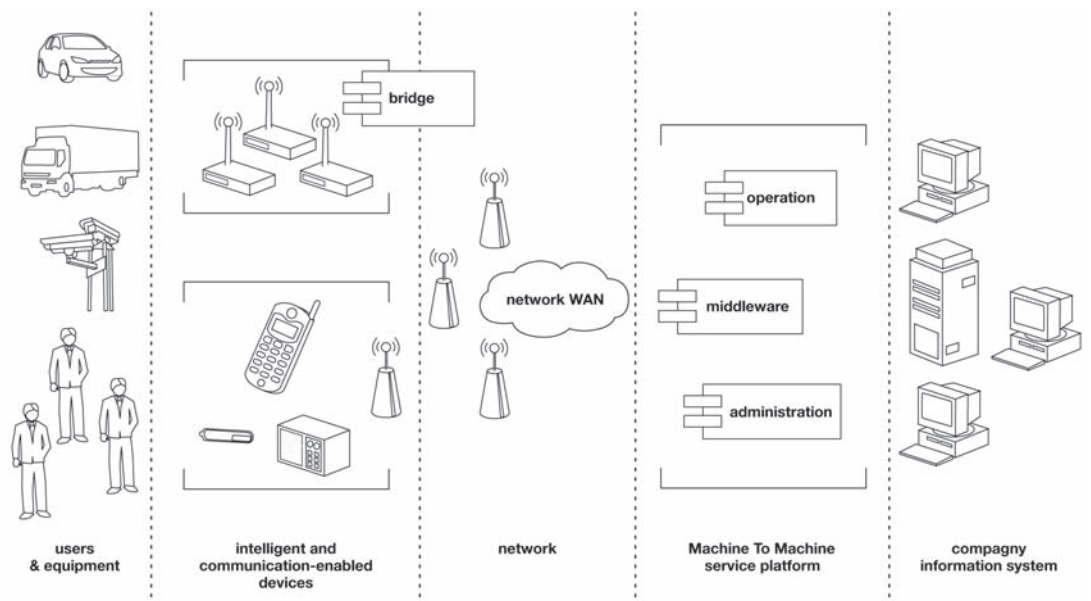 bridge
operation
network WAN
middleware
administration
users
& equipment
intelligent and
communication-enabled
devices
network
Machine To Machine
service platform
compagny
information system